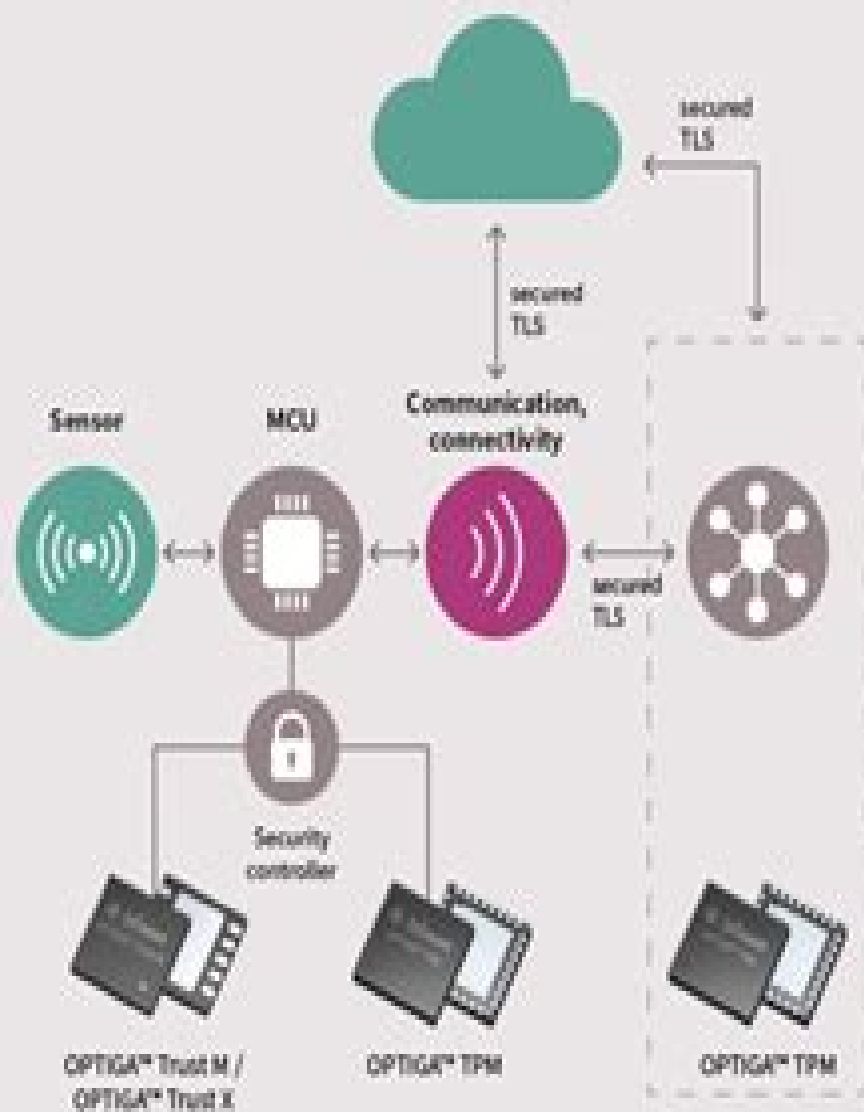 secured
TLS
secured
TLS
Sensor
MCU
Communication,
connectivity
secured
TLS
Security
controller
OPTIGA™ Trust M /
OPTIGA™ Trust X
OPTIGA™ TPM
OPTIGA™ TPM